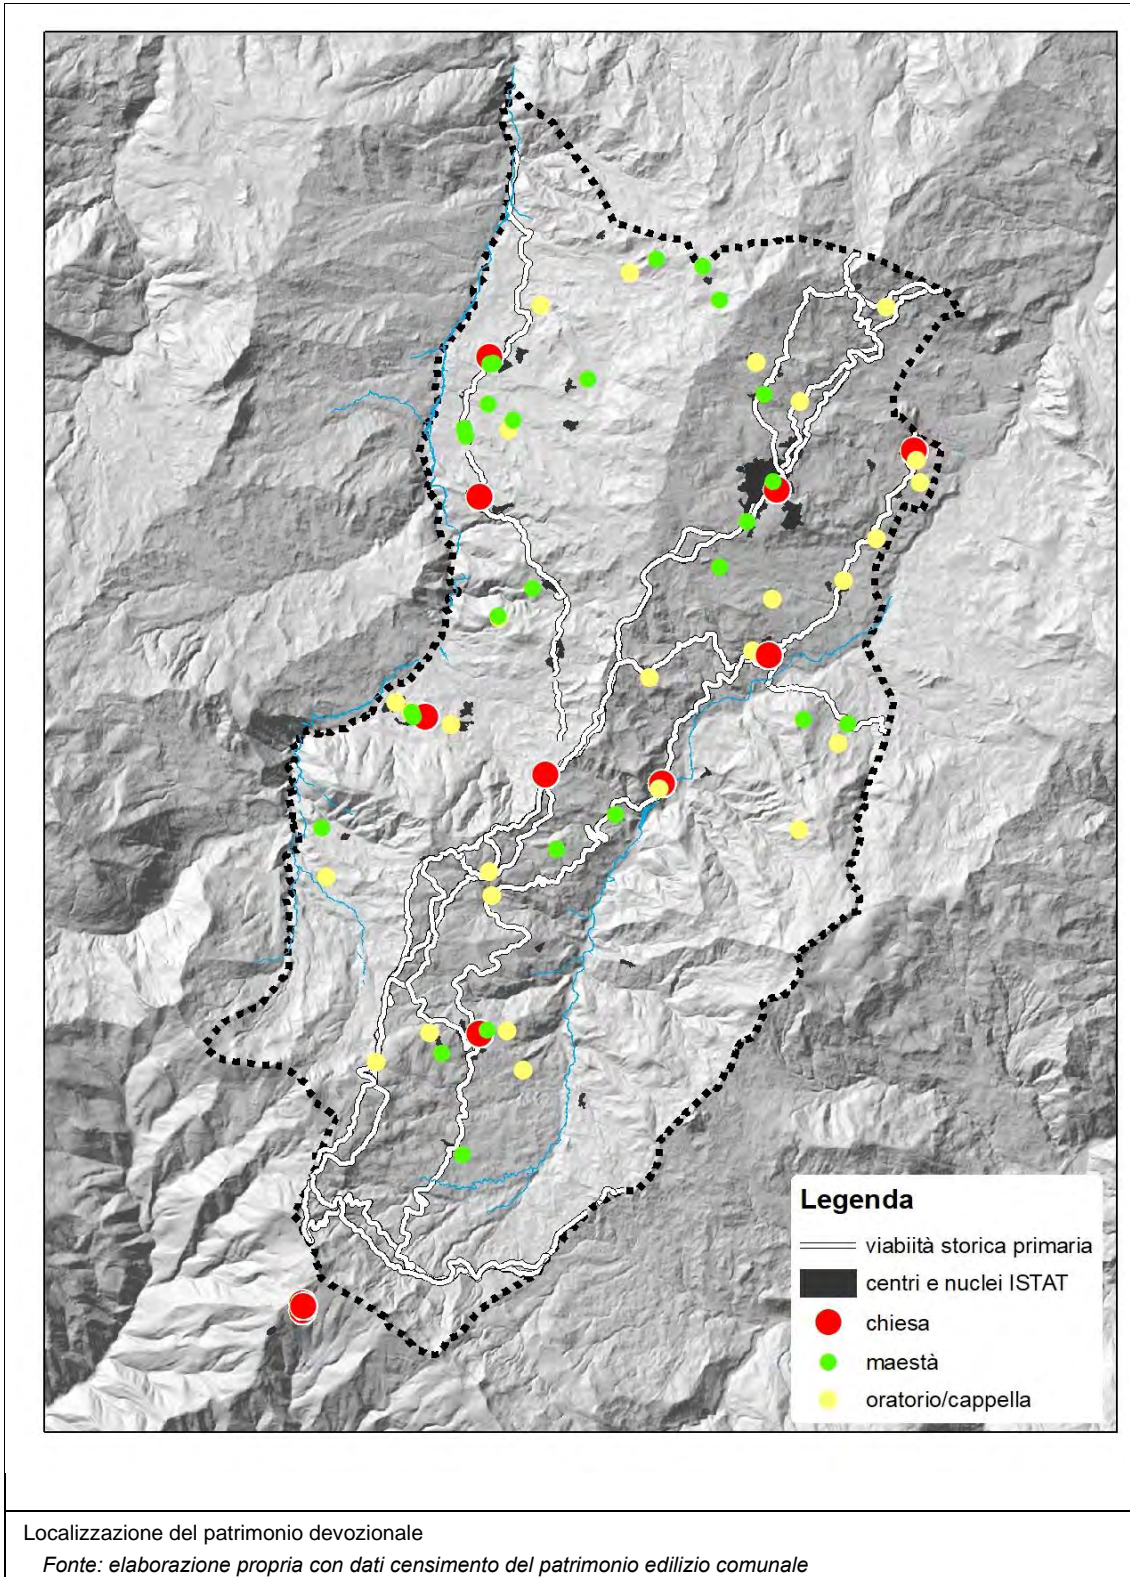 Legenda
viabiità storica primaria
centri e nuclei ISTAT
chiesa
maestà
oratorio/cappella
Localizzazione del patrimonio devozionale
Fonte: elaborazione propria con dati censimento del patrimonio edilizio comunale